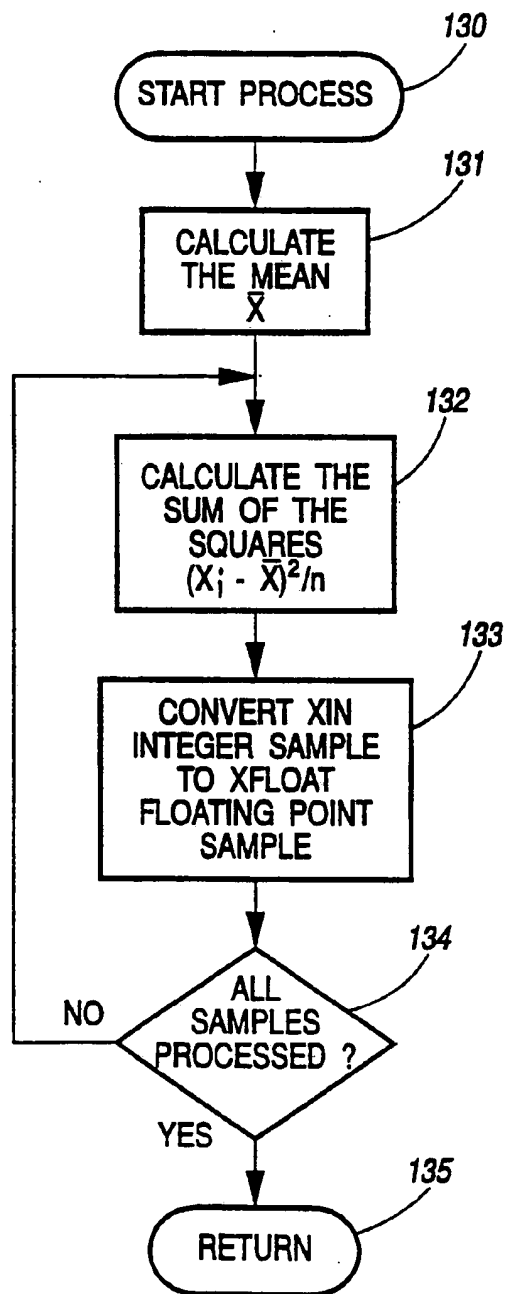 130
START PROCESS
131
CALCULATE
THE MEAN
X̅
132
CALCULATE THE
SUM OF THE
SQUARES
(Xi - X̅)²/n
133
CONVERT XIN
INTEGER SAMPLE
TO XFLOAT
FLOATING POINT
SAMPLE
134
ALL
SAMPLES
PROCESSED ?
NO
YES
135
RETURN